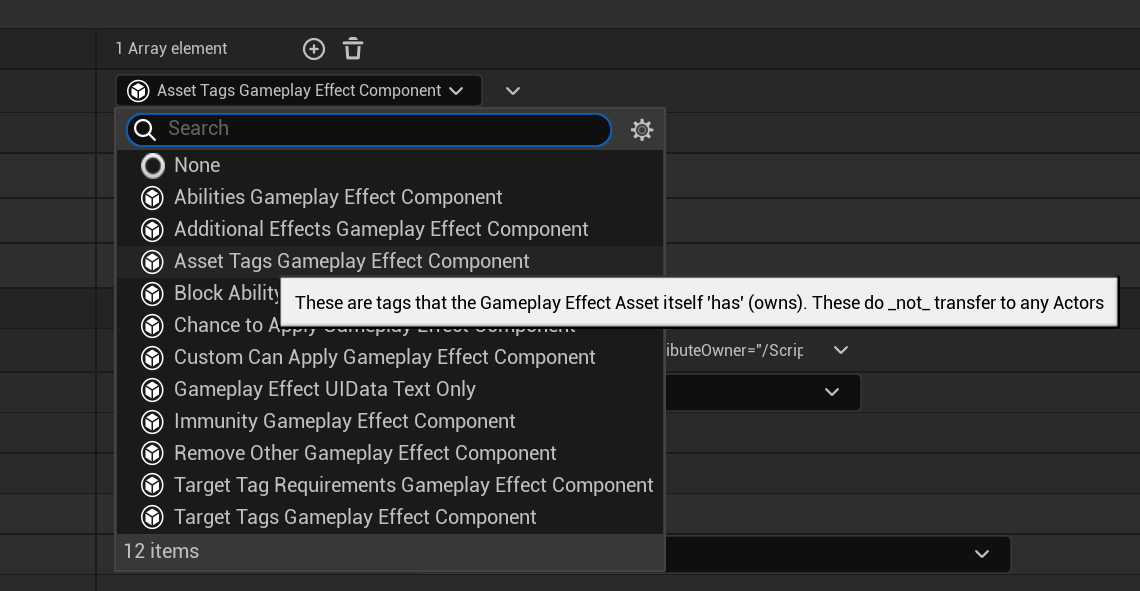 1 Array element
Asset Tags Gameplay Effect Component
Search
None
Abilities Gameplay Effect Component
Additional Effects Gameplay Effect Component
Asset Tags Gameplay Effect Component
Block Ability
These are tags that the Gameplay Effect Asset itself 'has' (owns). These do _not_ transfer to any Actors
Chance to Apply Gameplay Effect Component
ibuteOwner="/Scrip
Custom Can Apply Gameplay Effect Component
Gameplay Effect UIData Text Only
Immunity Gameplay Effect Component
Remove Other Gameplay Effect Component
Target Tag Requirements Gameplay Effect Component
Target Tags Gameplay Effect Component
12 items